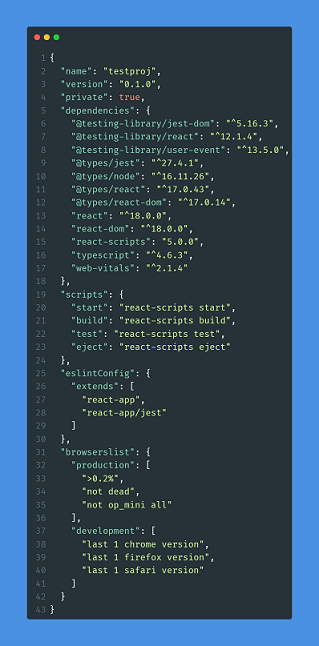 1 {
2 "name": "testproj",
3 "version": "0.1.0",
4 "private": true,
5 "dependencies": {
6 "@testing-library/jest-dom": "^5.16.3",
7 "@testing-library/react": "^12.1.4",
8 "@testing-library/user-event": "^13.5.0",
9 "@types/jest": "^27.4.1",
10 "@types/node": "^16.11.26",
11 "@types/react": "^17.0.43",
12 "@types/react-dom": "^17.0.14",
13 "react": "^18.0.0",
14 "react-dom": "^18.0.0",
15 "react-scripts": "5.0.0",
16 "typescript": "^4.6.3",
17 "web-vitals": "^2.1.4"
18 },
19 "scripts": {
20 "start": "react-scripts start",
21 "build": "react-scripts build",
22 "test": "react-scripts test",
23 "eject": "react-scripts eject"
24 },
25 "eslintConfig": {
26 "extends": [
27 "react-app",
28 "react-app/jest"
29 ]
30 },
31 "browserslist": {
32 "production": [
33 ">0.2%",
34 "not dead",
35 "not op_mini all"
36 ],
37 "development": [
38 "last 1 chrome version",
39 "last 1 firefox version",
40 "last 1 safari version"
41 ]
42 }
43 }